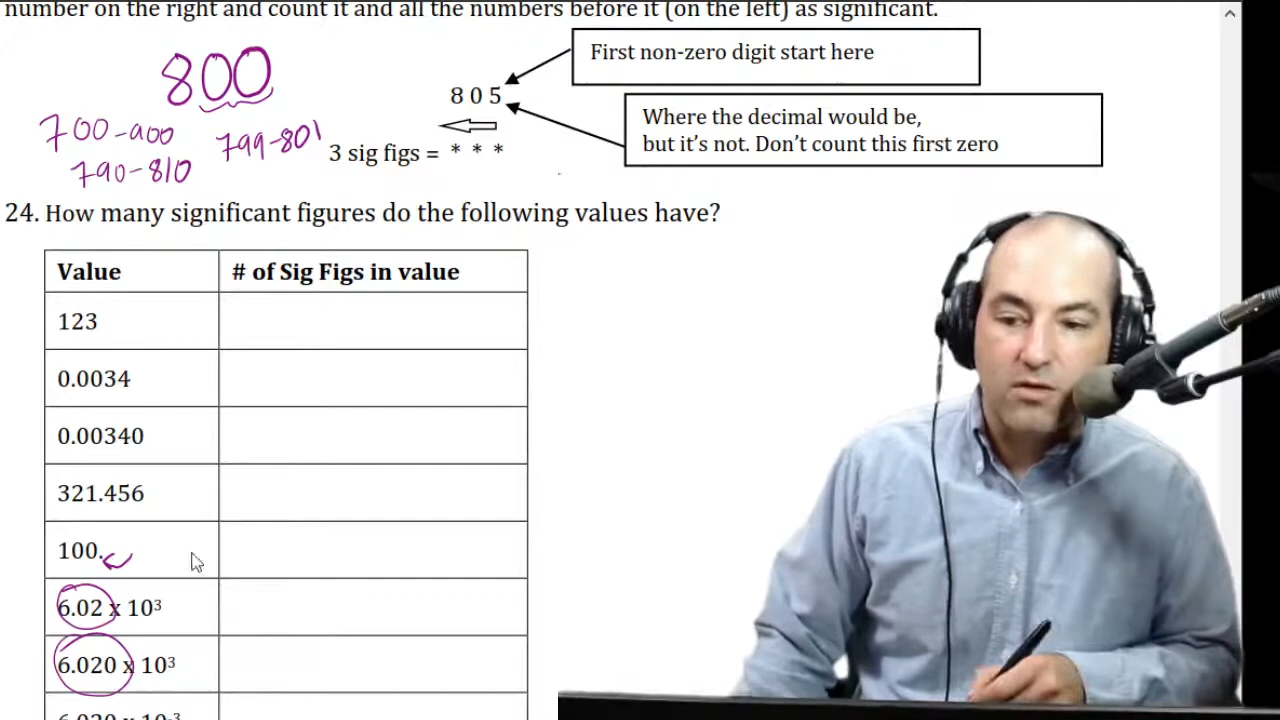 number on the right and count it and all the numbers before it (on the left) as significant.
800
700-900
790-810
799-801
8 0 5
3 sig figs = * * *
First non-zero digit start here
Where the decimal would be,
but it's not. Don't count this first zero
24. How many significant figures do the following values have?
Value # of Sig Figs in value
123
0.0034
0.00340
321.456
100.
6.02 x 10³
6.020 x 10³
6.020 x 10⁻³